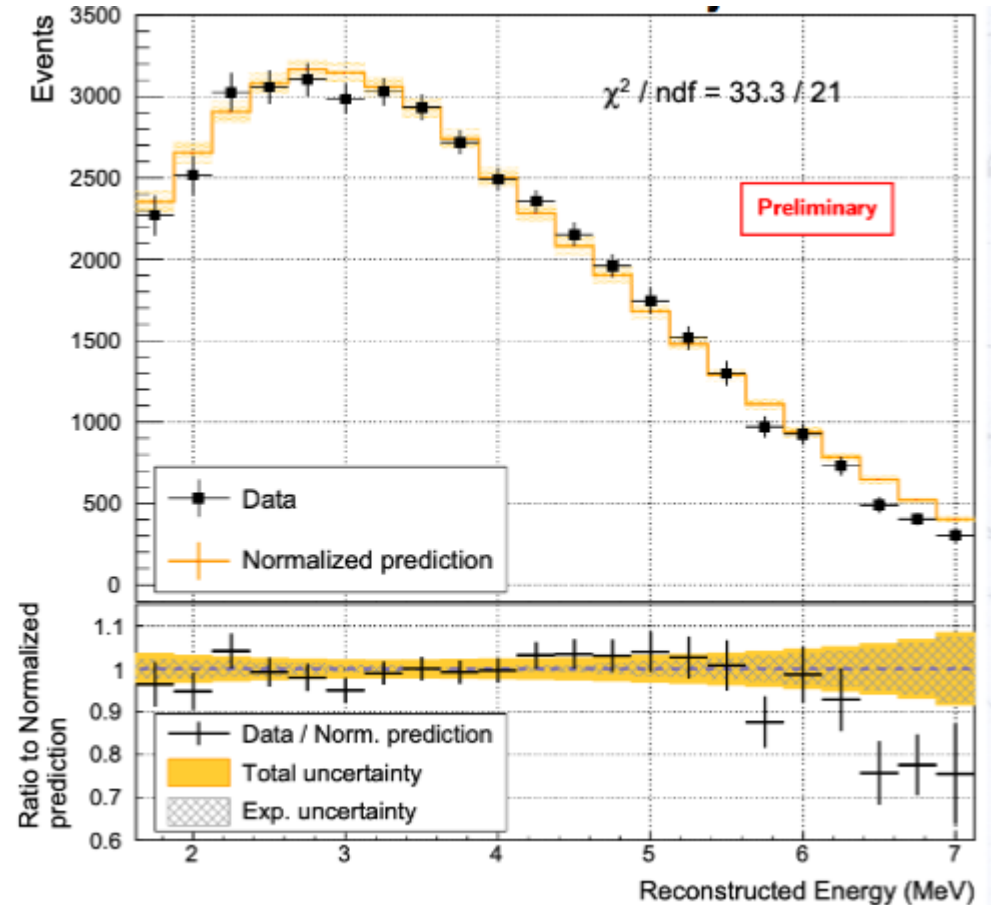 3500
3000
2500
2000
1500
1000
500
0
Events
χ² / ndf = 33.3 / 21
Preliminary
Data
Normalized prediction
1.1
1
0.9
0.8
0.7
0.6
Ratio to Normalized
prediction
Data / Norm. prediction
Total uncertainty
Exp. uncertainty
2 3 4 5 6 7
Reconstructed Energy (MeV)